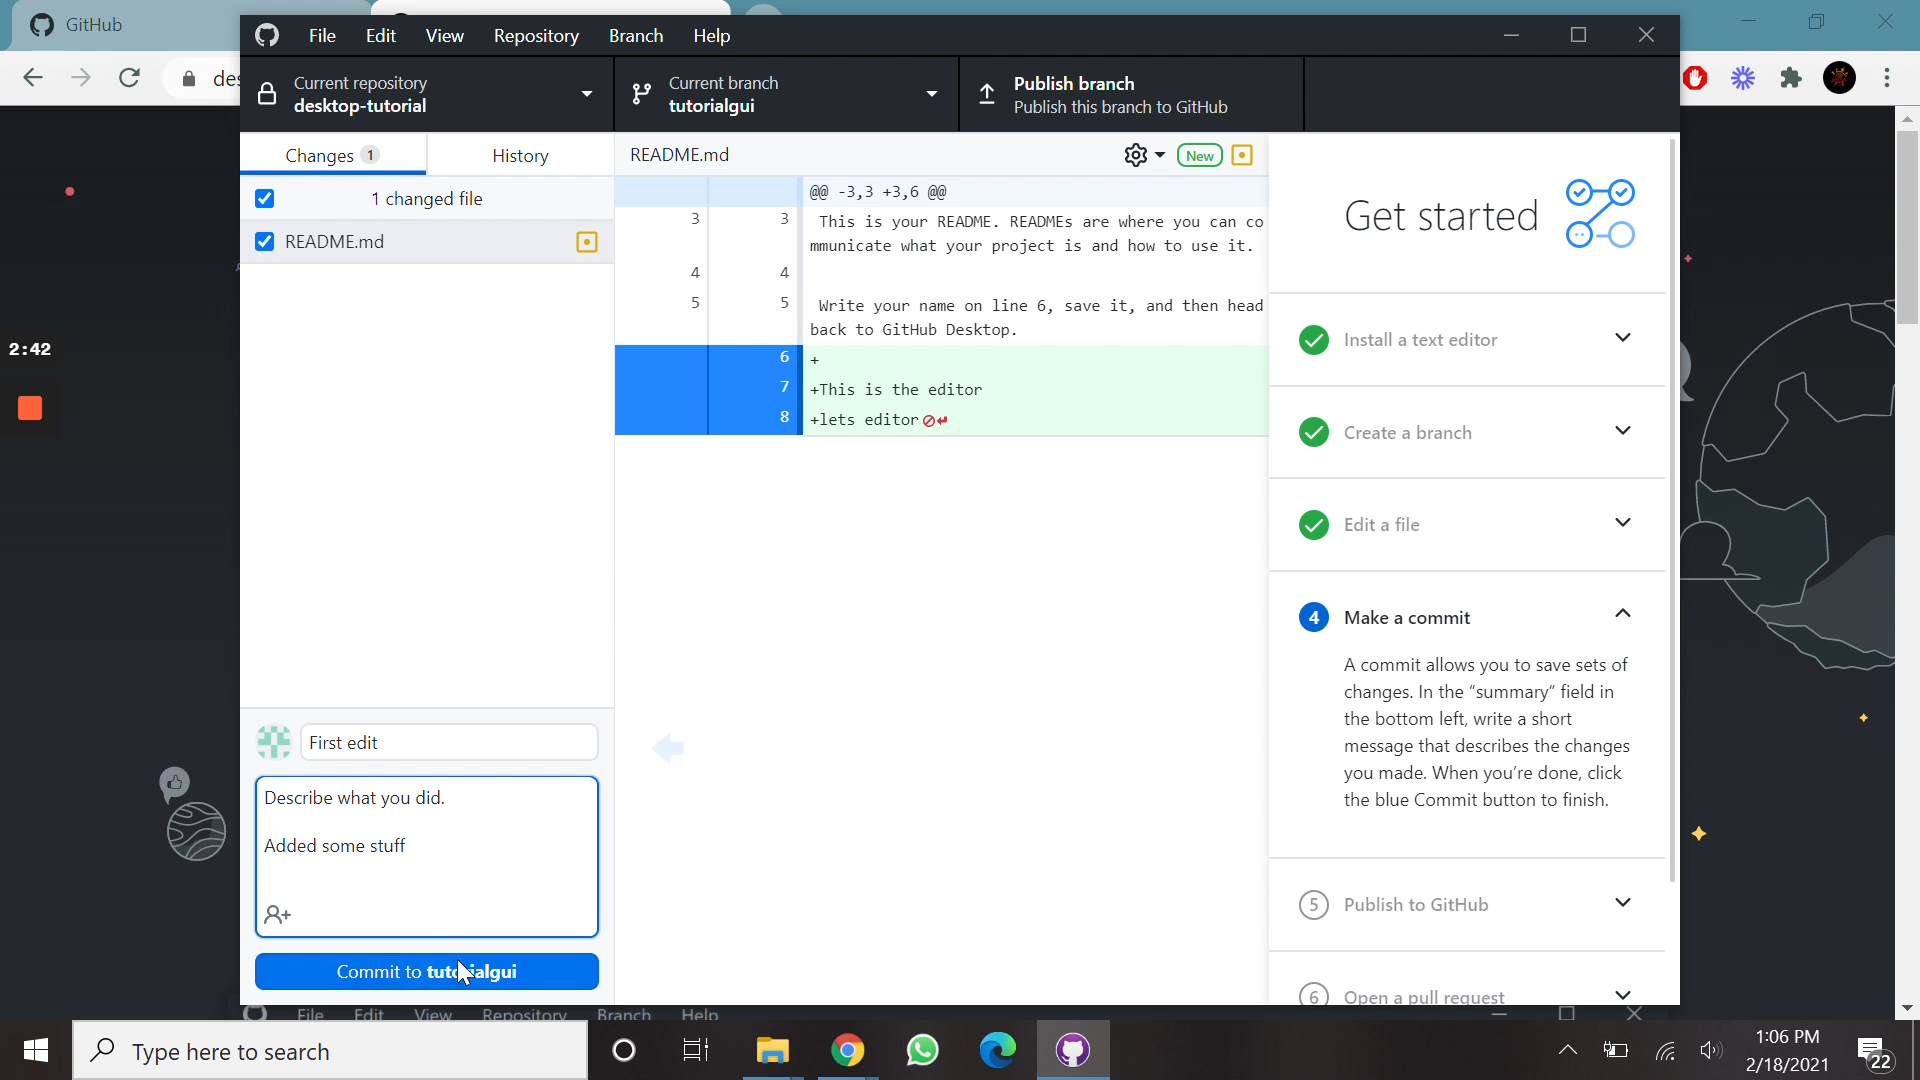 GitHub
des
File Edit View Repository Branch Help
Current repository
desktop-tutorial
Current branch
tutorialgui
Publish branch
Publish this branch to GitHub
Changes 1
History
README.md
New
1 changed file
README.md
@@ -3,3 +3,6 @@
3 3 This is your README. READMEs are where you can co
mmunicate what your project is and how to use it.
4 4
5 5 Write your name on line 6, save it, and then head
back to GitHub Desktop.
6 +
7 +This is the editor
8 +lets editor
Get started
Install a text editor
Create a branch
Edit a file
4 Make a commit
A commit allows you to save sets of
changes. In the "summary" field in
the bottom left, write a short
message that describes the changes
you made. When you're done, click
the blue Commit button to finish.
5 Publish to GitHub
6 Open a pull request
2:42
First edit
Describe what you did.
Added some stuff
Commit to tutorialgui
File Edit View Repository Branch Help
Type here to search
1:06 PM
2/18/2021
22